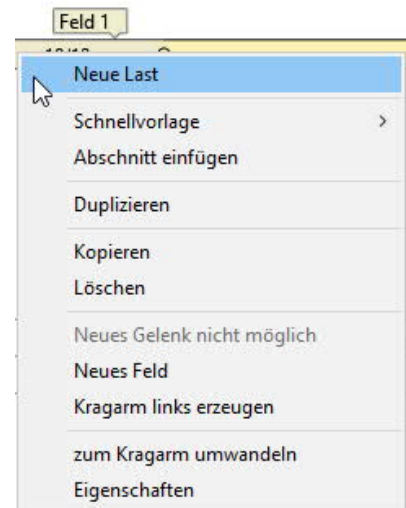 Feld 1
Neue Last
Schnellvorlage
Abschnitt einfügen
Duplizieren
Kopieren
Löschen
Neues Gelenk nicht möglich
Neues Feld
Kragarm links erzeugen
zum Kragarm umwandeln
Eigenschaften